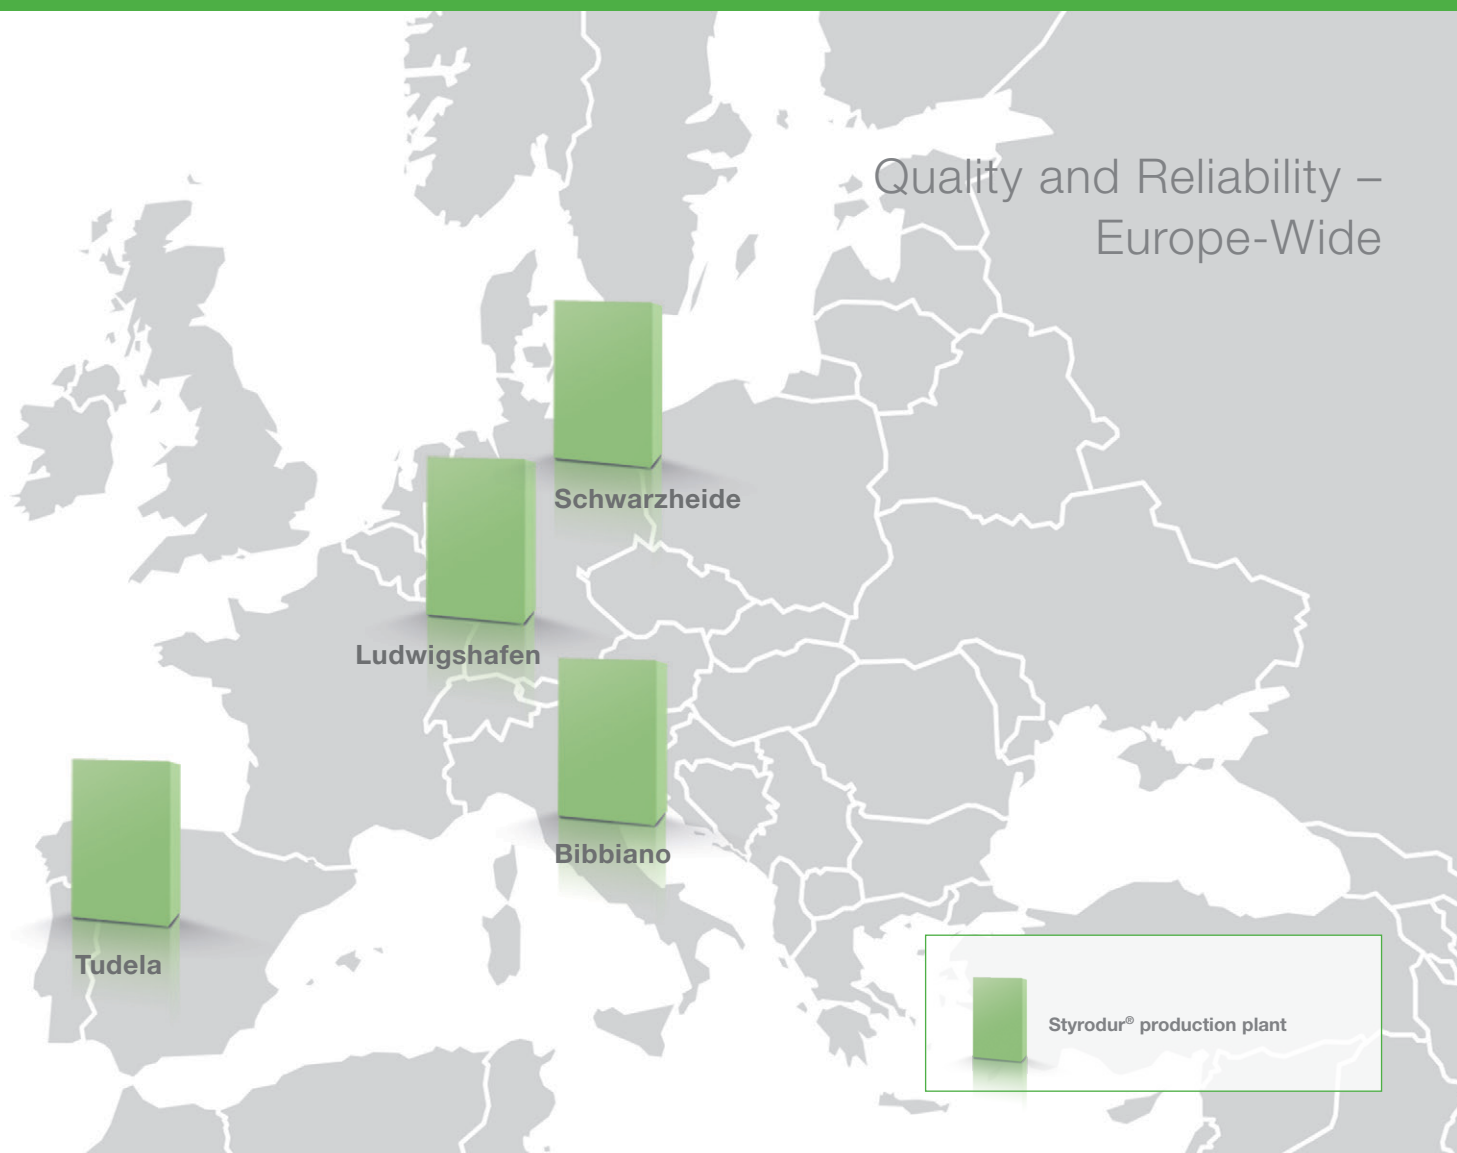 Quality and Reliability –
Europe-Wide
Schwarzheide
Ludwigshafen
Bibbiano
Tudela
Styrodur® production plant